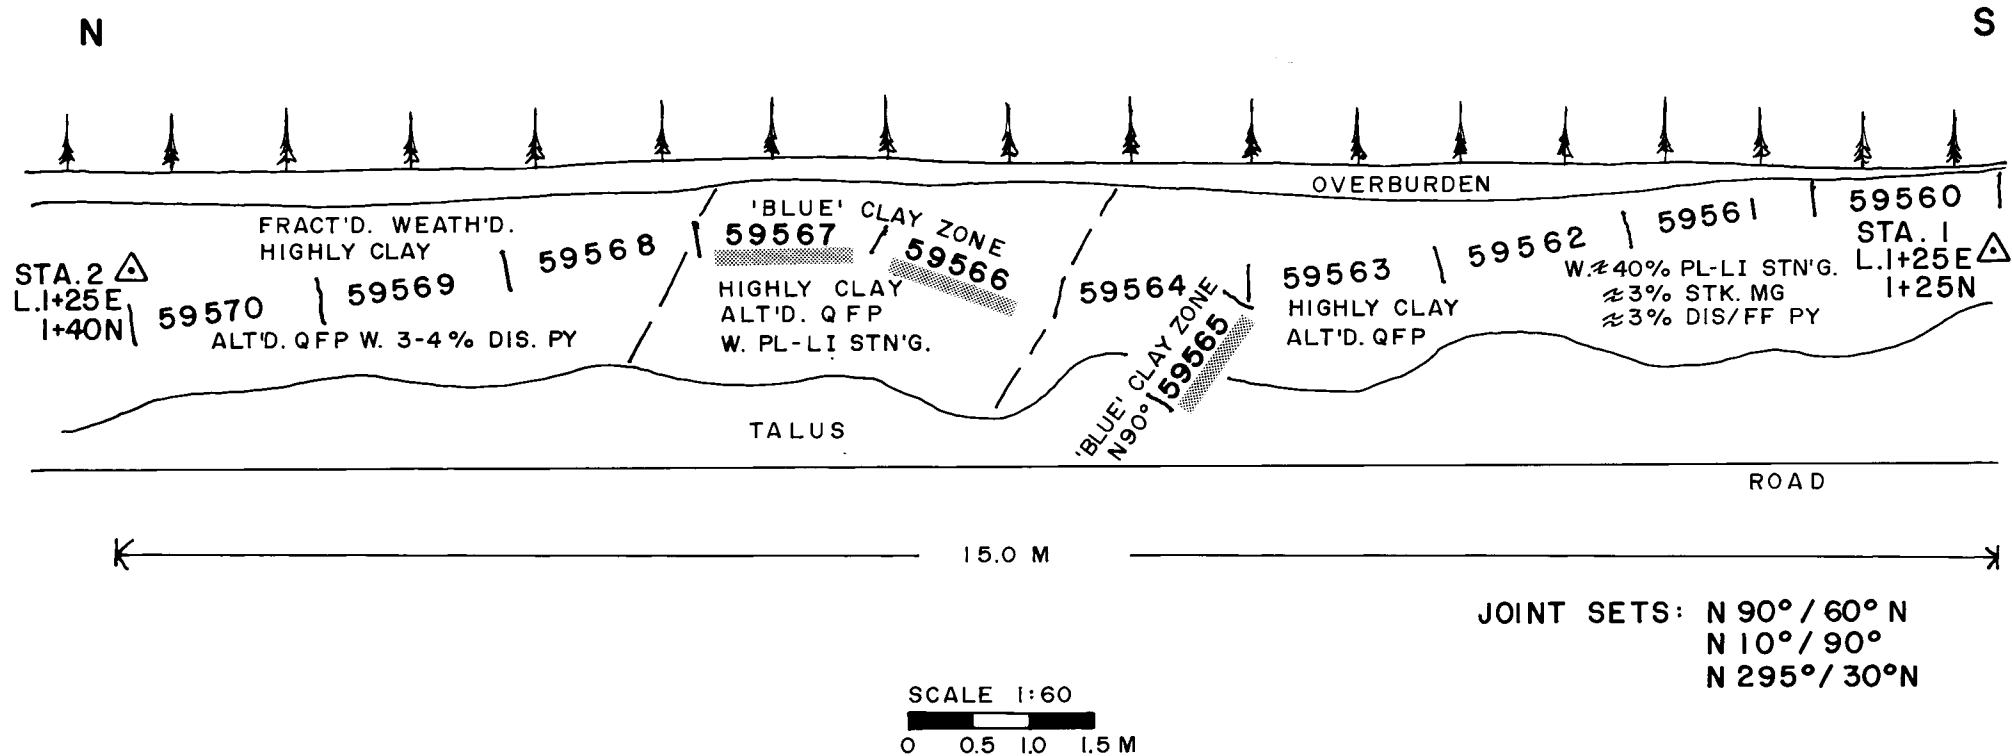 N
S
OVERBURDEN
FRACT'D. WEATH'D.
HIGHLY CLAY
59568
59569
59570
ALT'D. QFP W. 3-4% DIS. PY
STA. 2
L.1+25E
1+40N
'BLUE' CLAY ZONE
59567
59566
HIGHLY CLAY
ALT'D. QFP
W. PL-LI STN'G.
59564
'BLUE' CLAY ZONE
N90°
59565
59563
HIGHLY CLAY
ALT'D. QFP
59562
59561
59560
W.≈40% PL-LI STN'G.
≈3% STK. MG
≈3% DIS/FF PY
STA. 1
L.1+25E
1+25N
TALUS
ROAD
15.0 M
JOINT SETS: N 90°/60° N
N 10°/90°
N 295°/30°N
SCALE 1:60
0 0.5 1.0 1.5 M